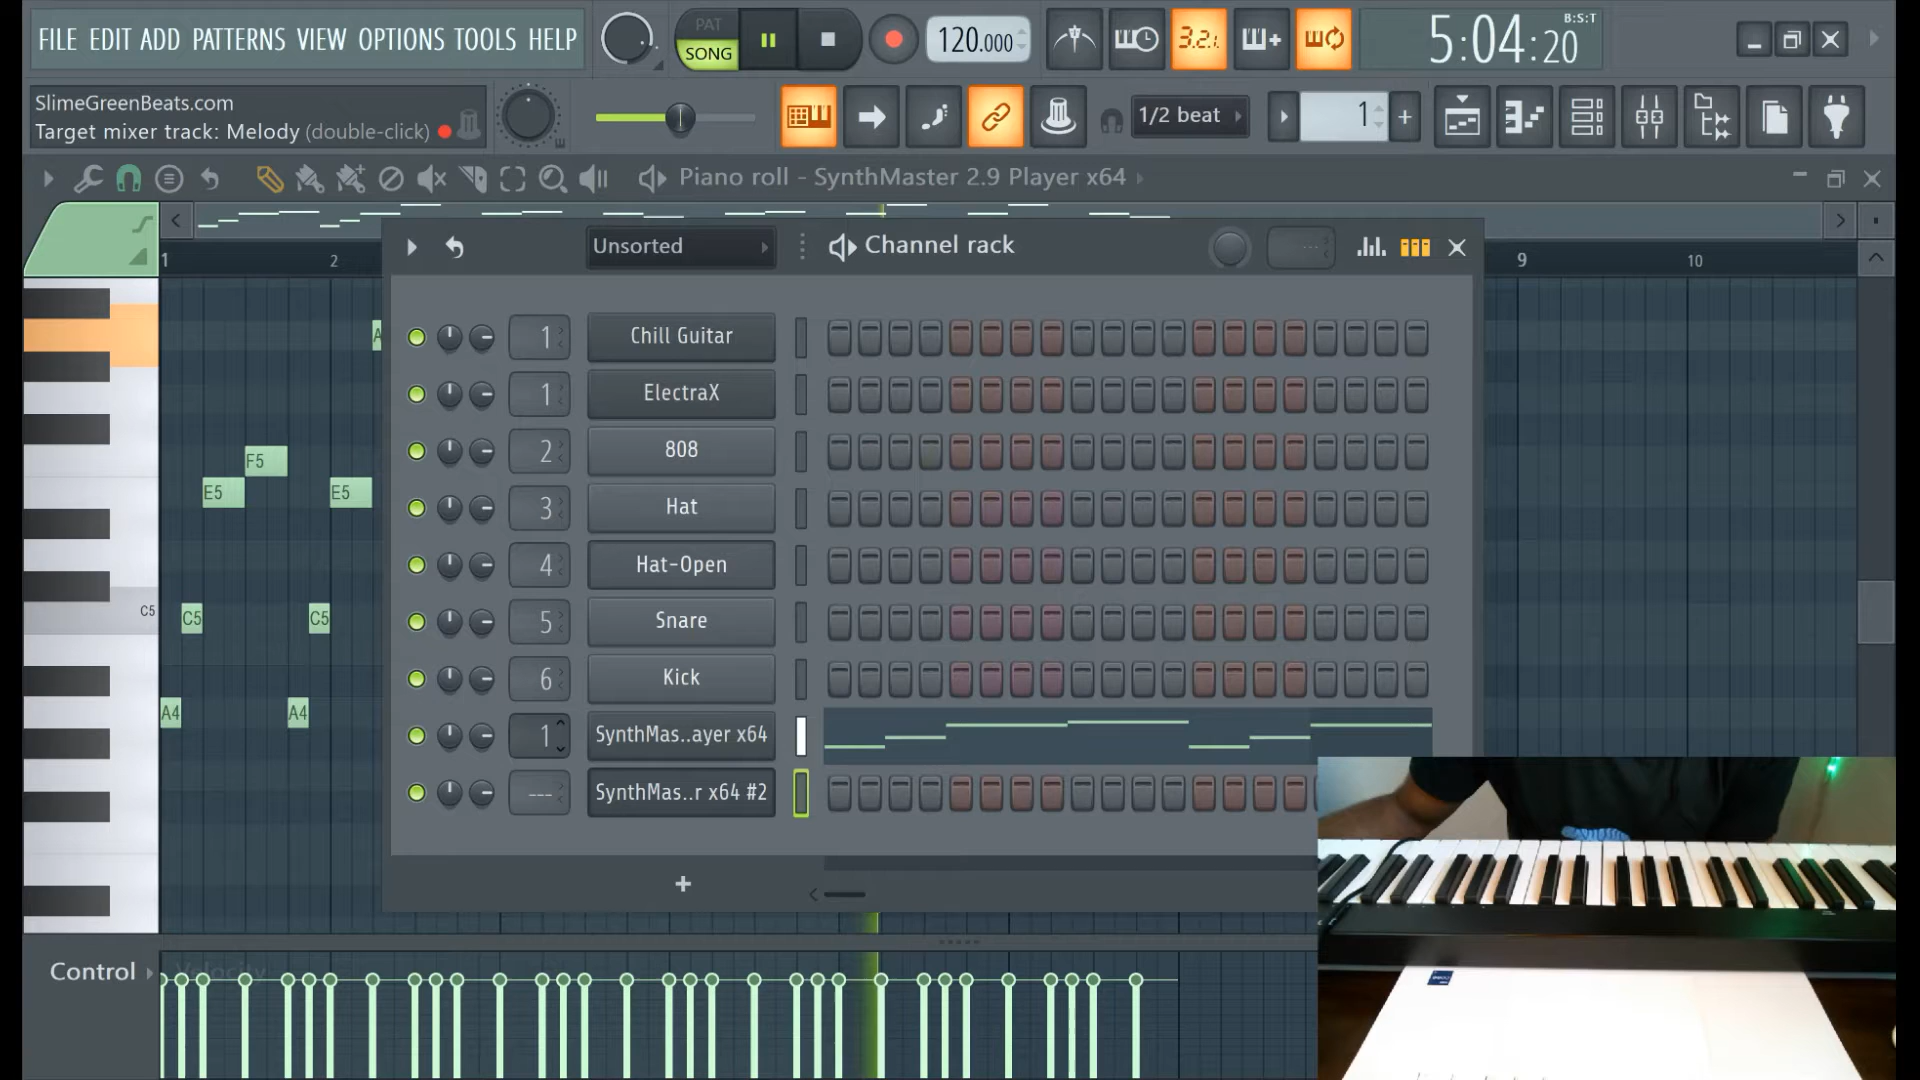 FILE EDIT ADD PATTERNS VIEW OPTIONS TOOLS HELP
PAT
SONG
120.000
3.2.1
B:S:T
5:04:20
SlimeGreenBeats.com
Target mixer track: Melody (double-click)
1/2 beat
1
Piano roll - SynthMaster 2.9 Player x64
Unsorted
Channel rack
1
2
9
10
1
Chill Guitar
1
ElectraX
2
808
3
Hat
4
Hat-Open
5
Snare
6
Kick
1
SynthMas..ayer x64
---
SynthMas..r x64 #2
A
F5
E5
E5
C5
C5
C5
A4
A4
+
Control
Velocity